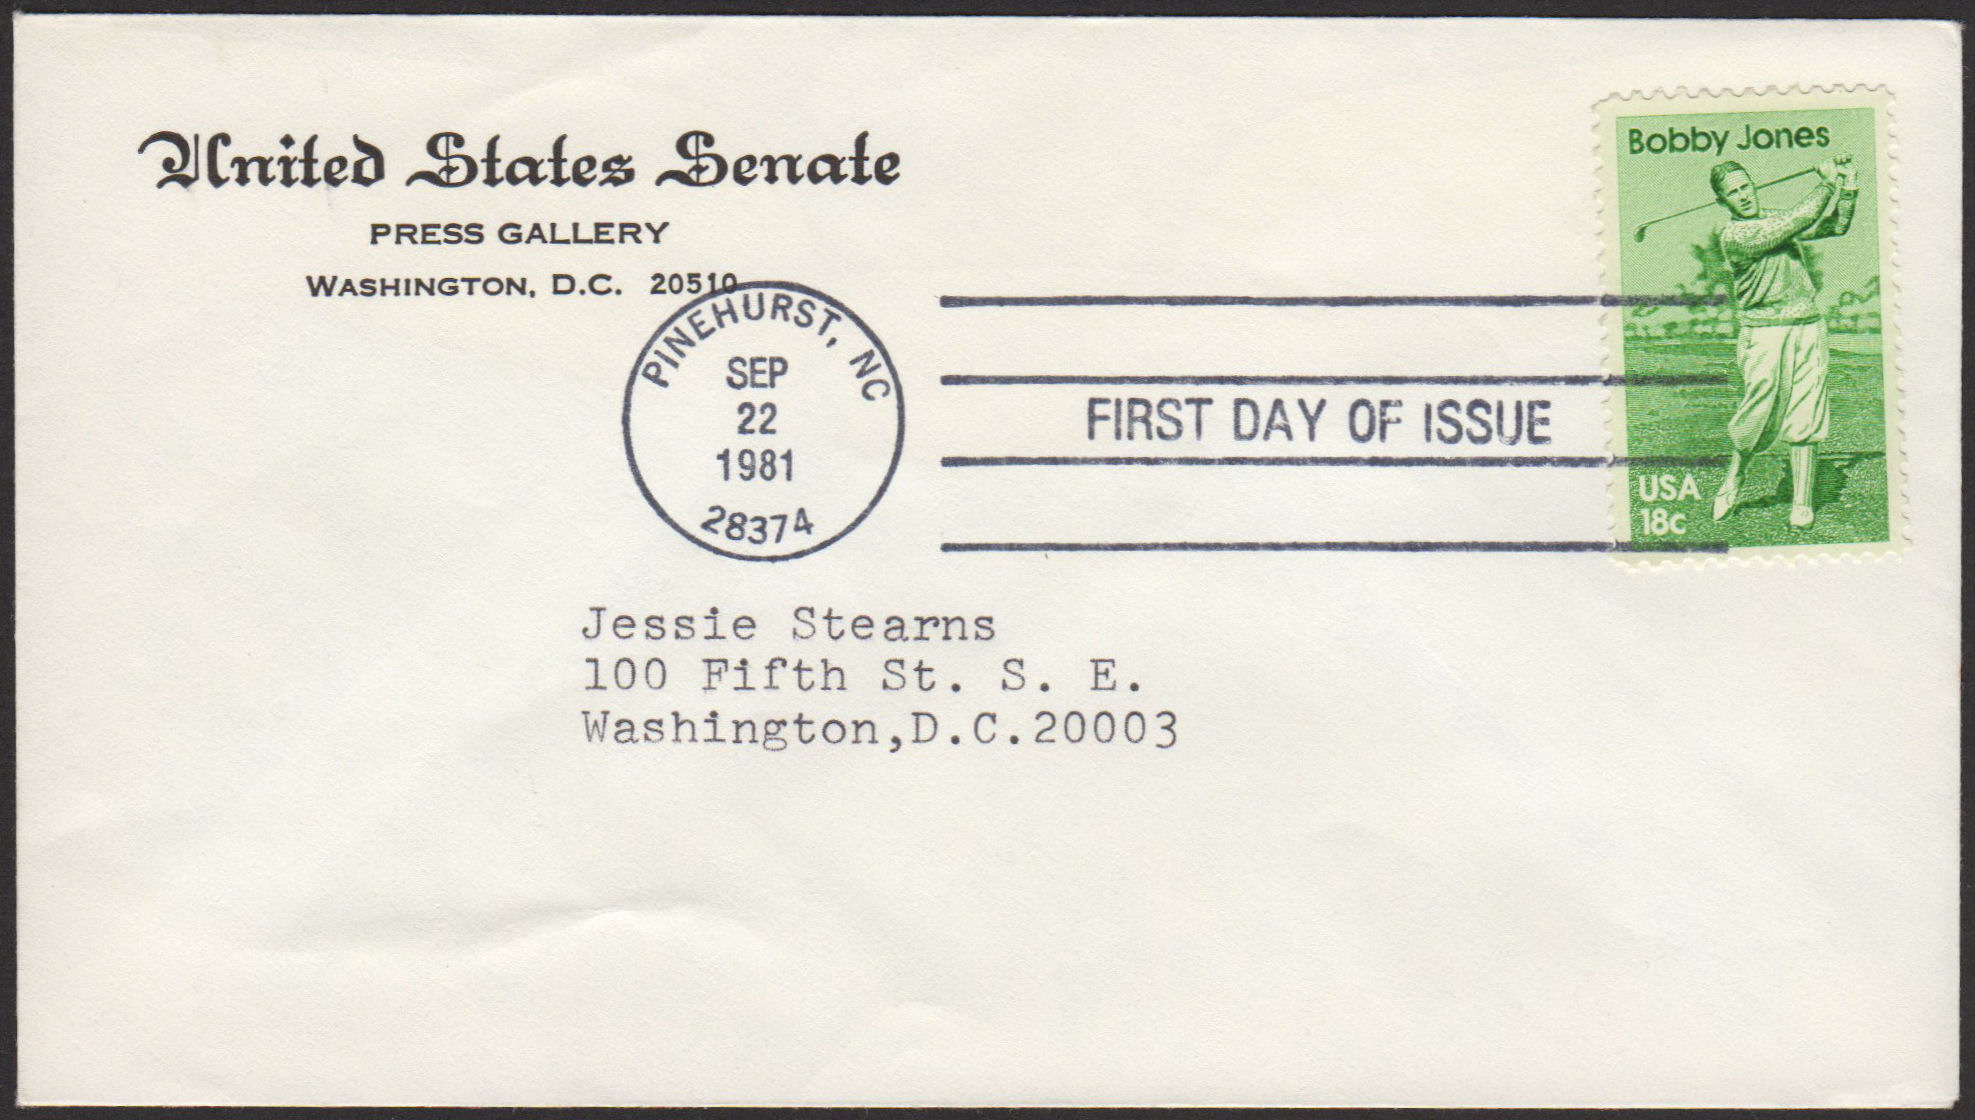 United States Senate
PRESS GALLERY
WASHINGTON, D.C. 20510
PINEHURST, NC
SEP
22
1981
28374
FIRST DAY OF ISSUE
Bobby Jones
USA
18c
Jessie Stearns
100 Fifth St. S. E.
Washington,D.C.20003